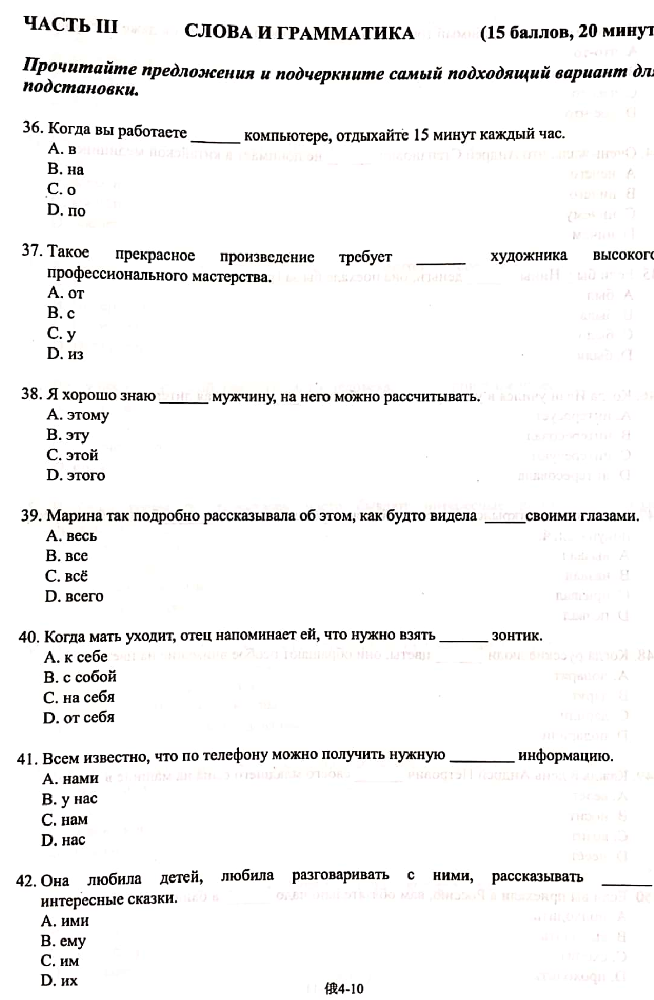 ЧАСТЬ III СЛОВА И ГРАММАТИКА (15 баллов, 20 минут
Прочитайте предложения и подчеркните самый подходящий вариант для
подстановки.
36. Когда вы работаете ______ компьютере, отдыхайте 15 минут каждый час.
A. в
B. на
C. о
D. по
37. Такое прекрасное произведение требует ______ художника высокого
профессионального мастерства.
A. от
B. с
C. у
D. из
38. Я хорошо знаю ______ мужчину, на него можно рассчитывать.
A. этому
B. эту
C. этой
D. этого
39. Марина так подробно рассказывала об этом, как будто видела _____своими глазами.
A. весь
B. все
C. всё
D. всего
40. Когда мать уходит, отец напоминает ей, что нужно взять ______ зонтик.
A. к себе
B. с собой
C. на себя
D. от себя
41. Всем известно, что по телефону можно получить нужную ________ информацию.
A. нами
B. у нас
C. нам
D. нас
42. Она любила детей, любила разговаривать с ними, рассказывать ______
интересные сказки.
A. ими
B. ему
C. им
D. их
俄4-10